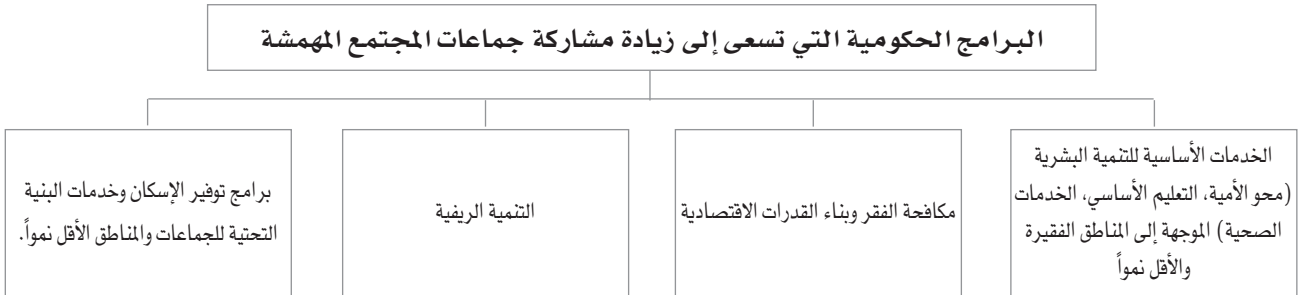 البرامج الحكومية التي تسعى إلى زيادة مشاركة جماعات المجتمع المهمشة
الخدمات الأساسية للتنمية البشرية
(محو الأمية، التعليم الأساسي، الخدمات
الصحية) الموجهة إلى المناطق الفقيرة
والأقل نمواً
مكافحة الفقر وبناء القدرات الاقتصادية
التنمية الريفية
برامج توفير الإسكان وخدمات البنية
التحتية للجماعات والمناطق الأقل نمواً.